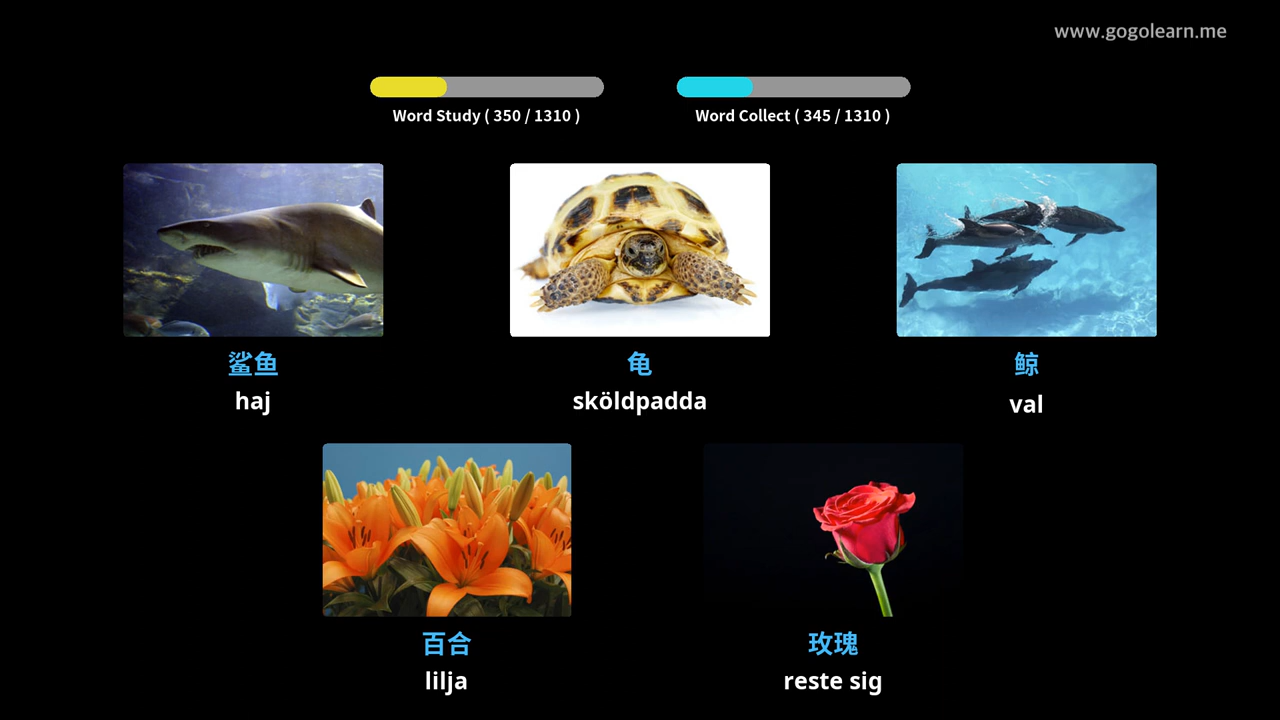 www.gogolearn.me
Word Study ( 350 / 1310 )
Word Collect ( 345 / 1310 )
鲨鱼
haj
龟
sköldpadda
鲸
val
百合
lilja
玫瑰
reste sig